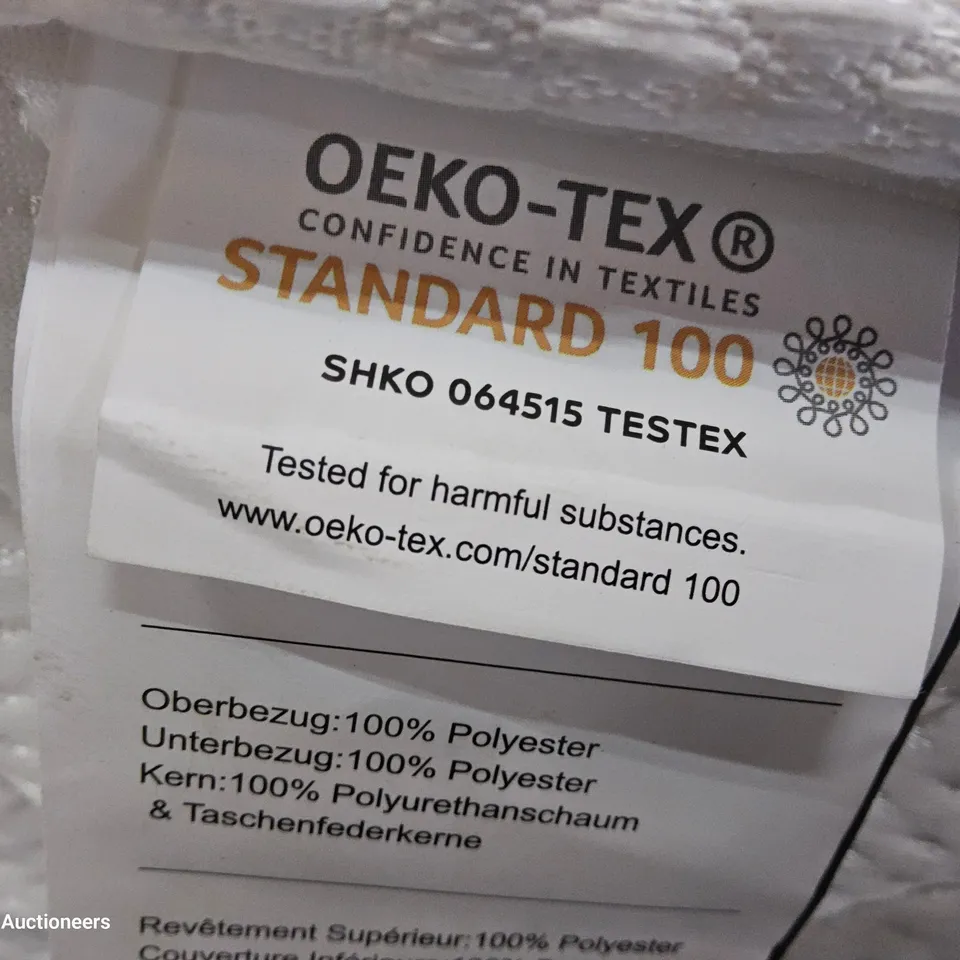 OEKO-TEX®
CONFIDENCE IN TEXTILES
STANDARD 100
SHKO 064515 TESTEX
Tested for harmful substances.
www.oeko-tex.com/standard 100
Oberbezug:100% Polyester
Unterbezug:100% Polyester
Kern:100% Polyurethanschaum
& Taschenfederkerne
Revêtement Supérieur:100% Polyester
Auctioneers